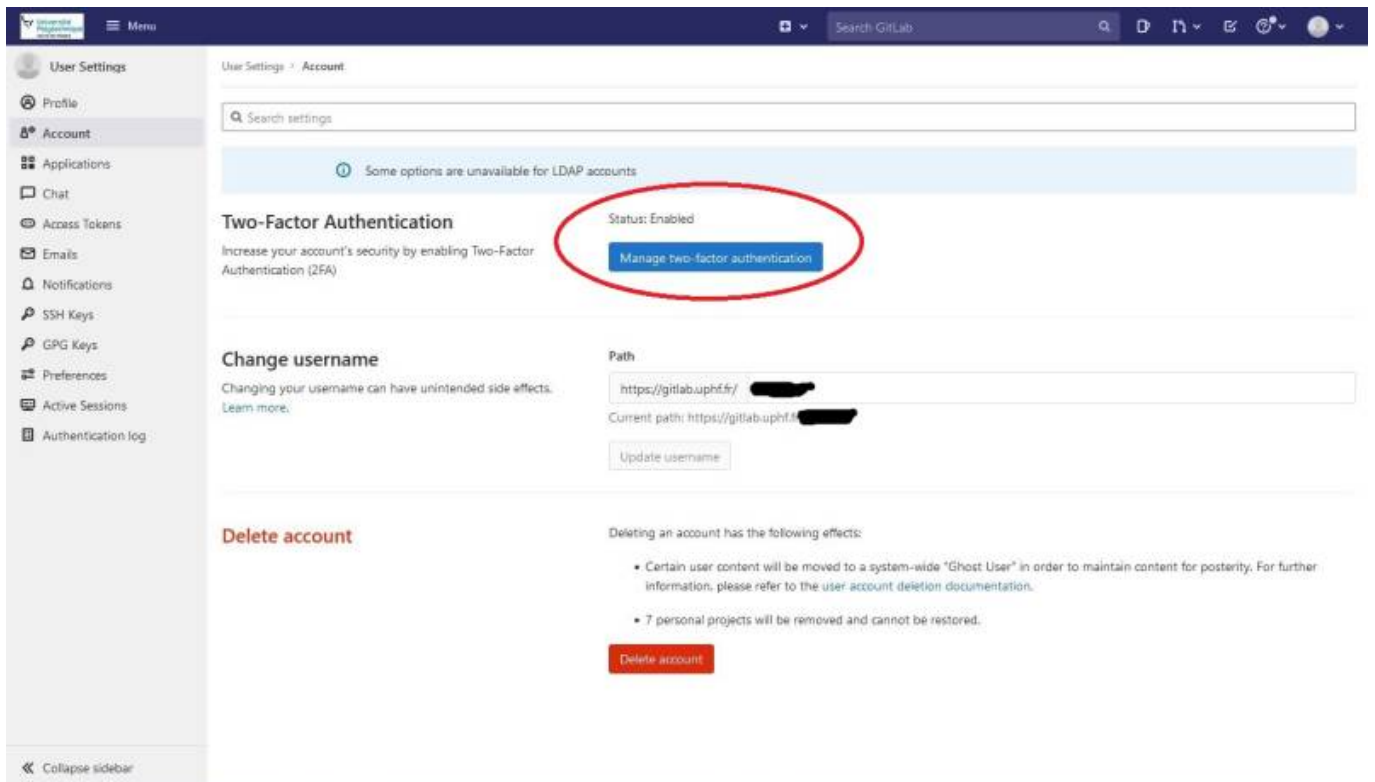 Université
Polytechnique
Menu
Search GitLab
User Settings
User Settings > Account
Profile
Search settings
Account
Some options are unavailable for LDAP accounts
Applications
Chat
Access Tokens
Emails
Notifications
SSH Keys
GPG Keys
Preferences
Active Sessions
Authentication log
Two-Factor Authentication
Increase your account's security by enabling Two-Factor
Authentication (2FA)
Status: Enabled
Manage two-factor authentication
Change username
Changing your username can have unintended side effects.
Learn more.
Path
https://gitlab.uphf.fr/
Current path: https://gitlab.uphf.fr
Update username
Delete account
Deleting an account has the following effects:
• Certain user content will be moved to a system-wide "Ghost User" in order to maintain content for posterity. For further
information, please refer to the user account deletion documentation.
• 7 personal projects will be removed and cannot be restored.
Delete account
Collapse sidebar